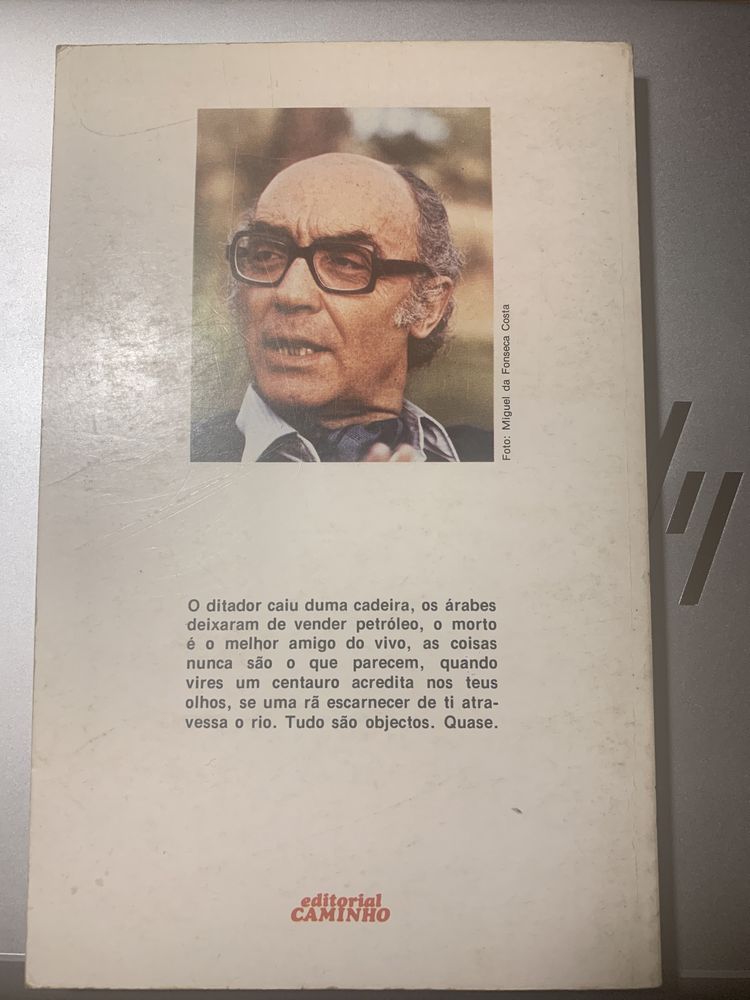 Foto: Miguel da Fonseca Costa
O ditador caiu duma cadeira, os árabes
deixaram de vender petróleo, o morto
é o melhor amigo do vivo, as coisas
nunca são o que parecem, quando
vires um centauro acredita nos teus
olhos, se uma rã escarnecer de ti atra-
vessa o rio. Tudo são objectos. Quase.
editorial
CAMINHO